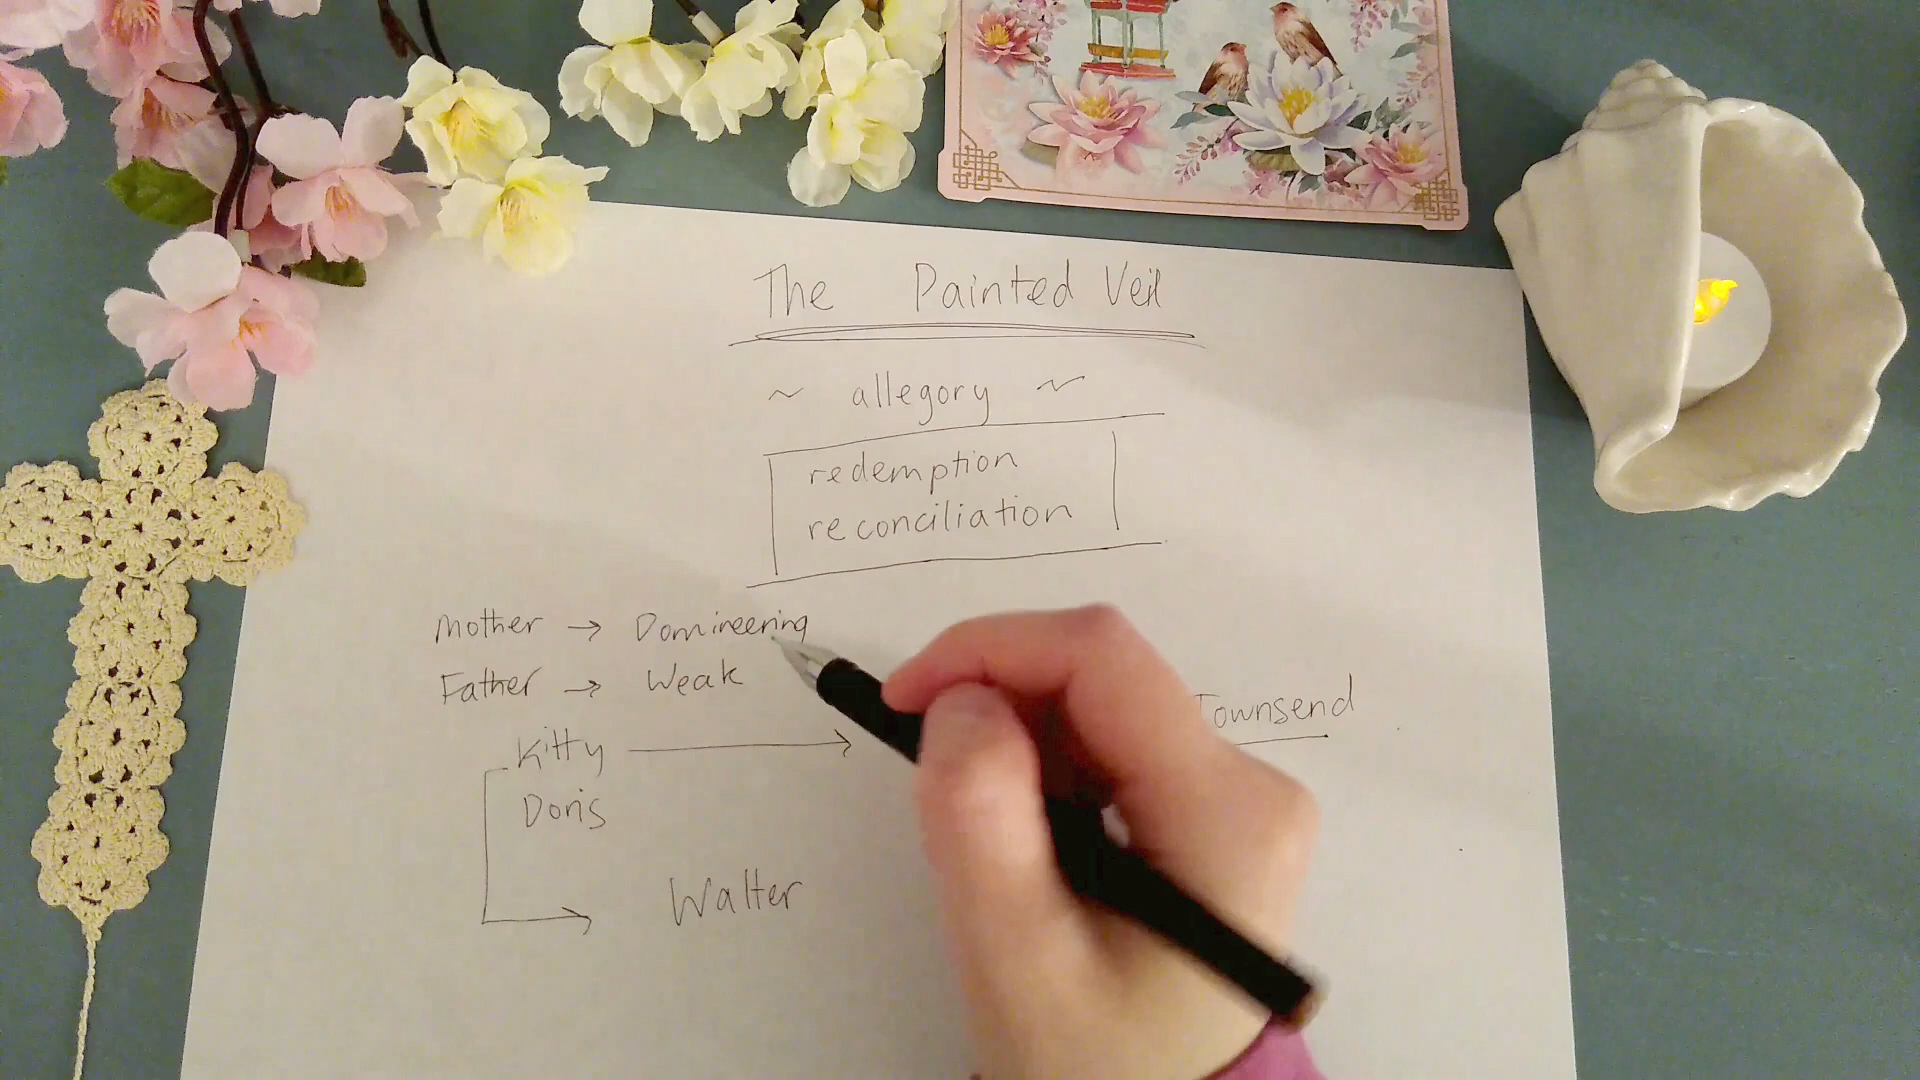 The Painted Veil
~ allegory ~
redemption
reconciliation
Mother → Domineering
Father → Weak
Townsend
Kitty →
Doris
Walter